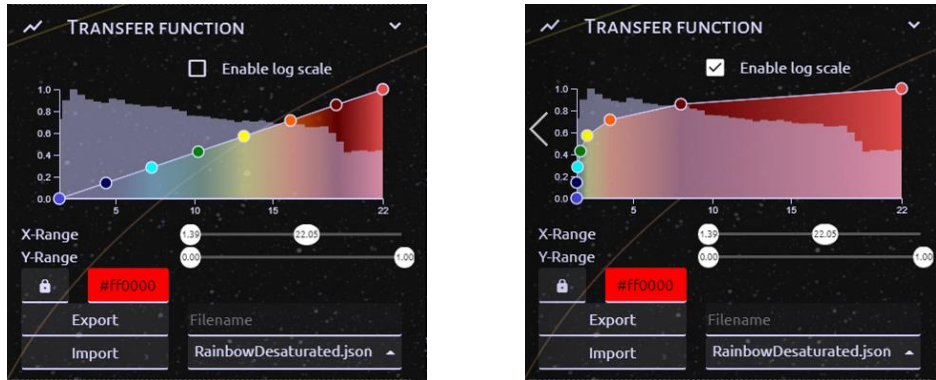 TRANSFER FUNCTION
Enable log scale
1.0
0.8
0.6
0.4
0.2
0.0
5 10 15 22
X-Range 1.39 22.05
Y-Range 0.00 1.00
#ff0000
Export Filename
Import RainbowDesaturated.json
TRANSFER FUNCTION
Enable log scale
1.0
0.8
0.6
0.4
0.2
0.0
5 10 15 22
X-Range 1.39 22.05
Y-Range 0.00 1.00
#ff0000
Export Filename
Import RainbowDesaturated.json